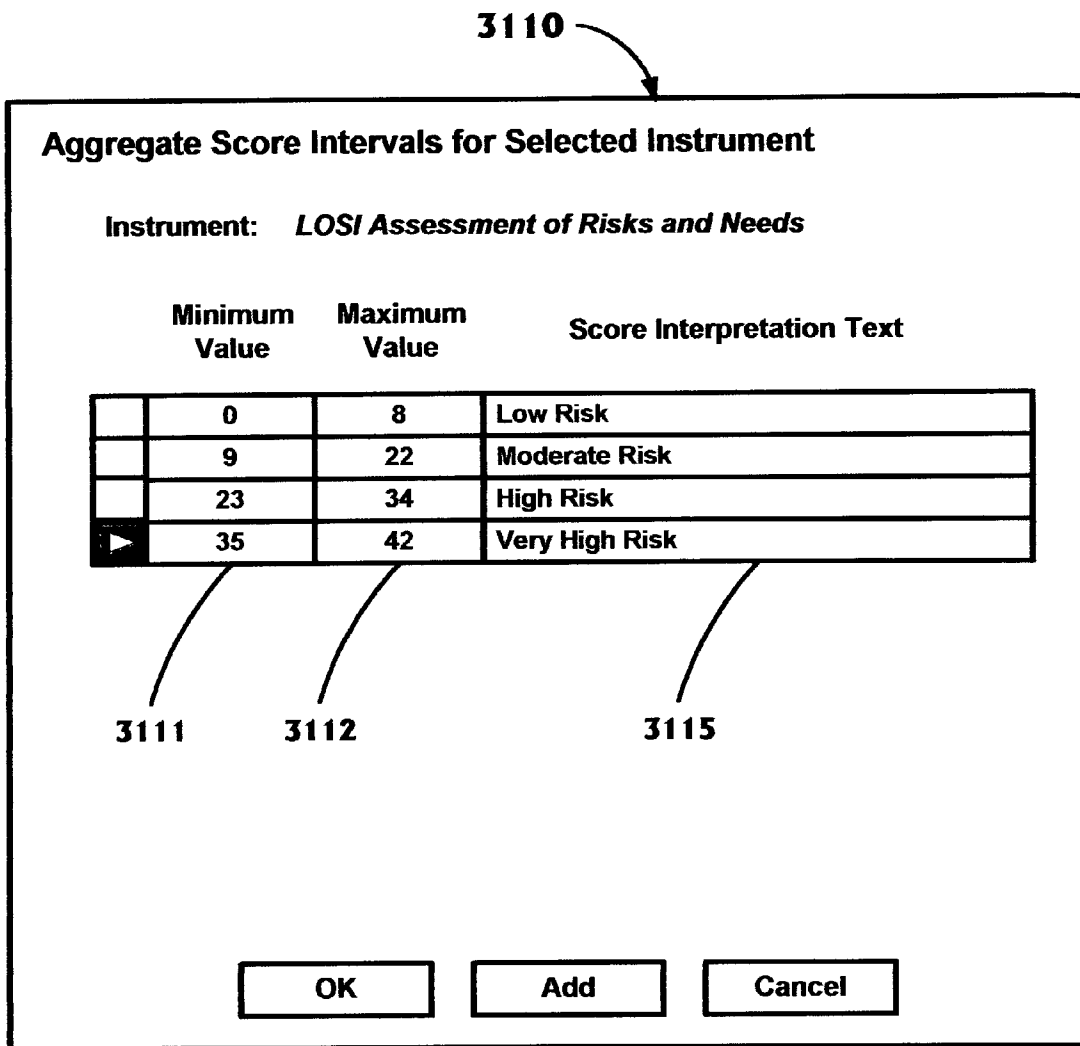 3110
Aggregate Score Intervals for Selected Instrument
Instrument: LOSI Assessment of Risks and Needs
Minimum Value Maximum Value Score Interpretation Text
0 8 Low Risk
9 22 Moderate Risk
23 34 High Risk
35 42 Very High Risk
3111 3112 3115
OK Add Cancel